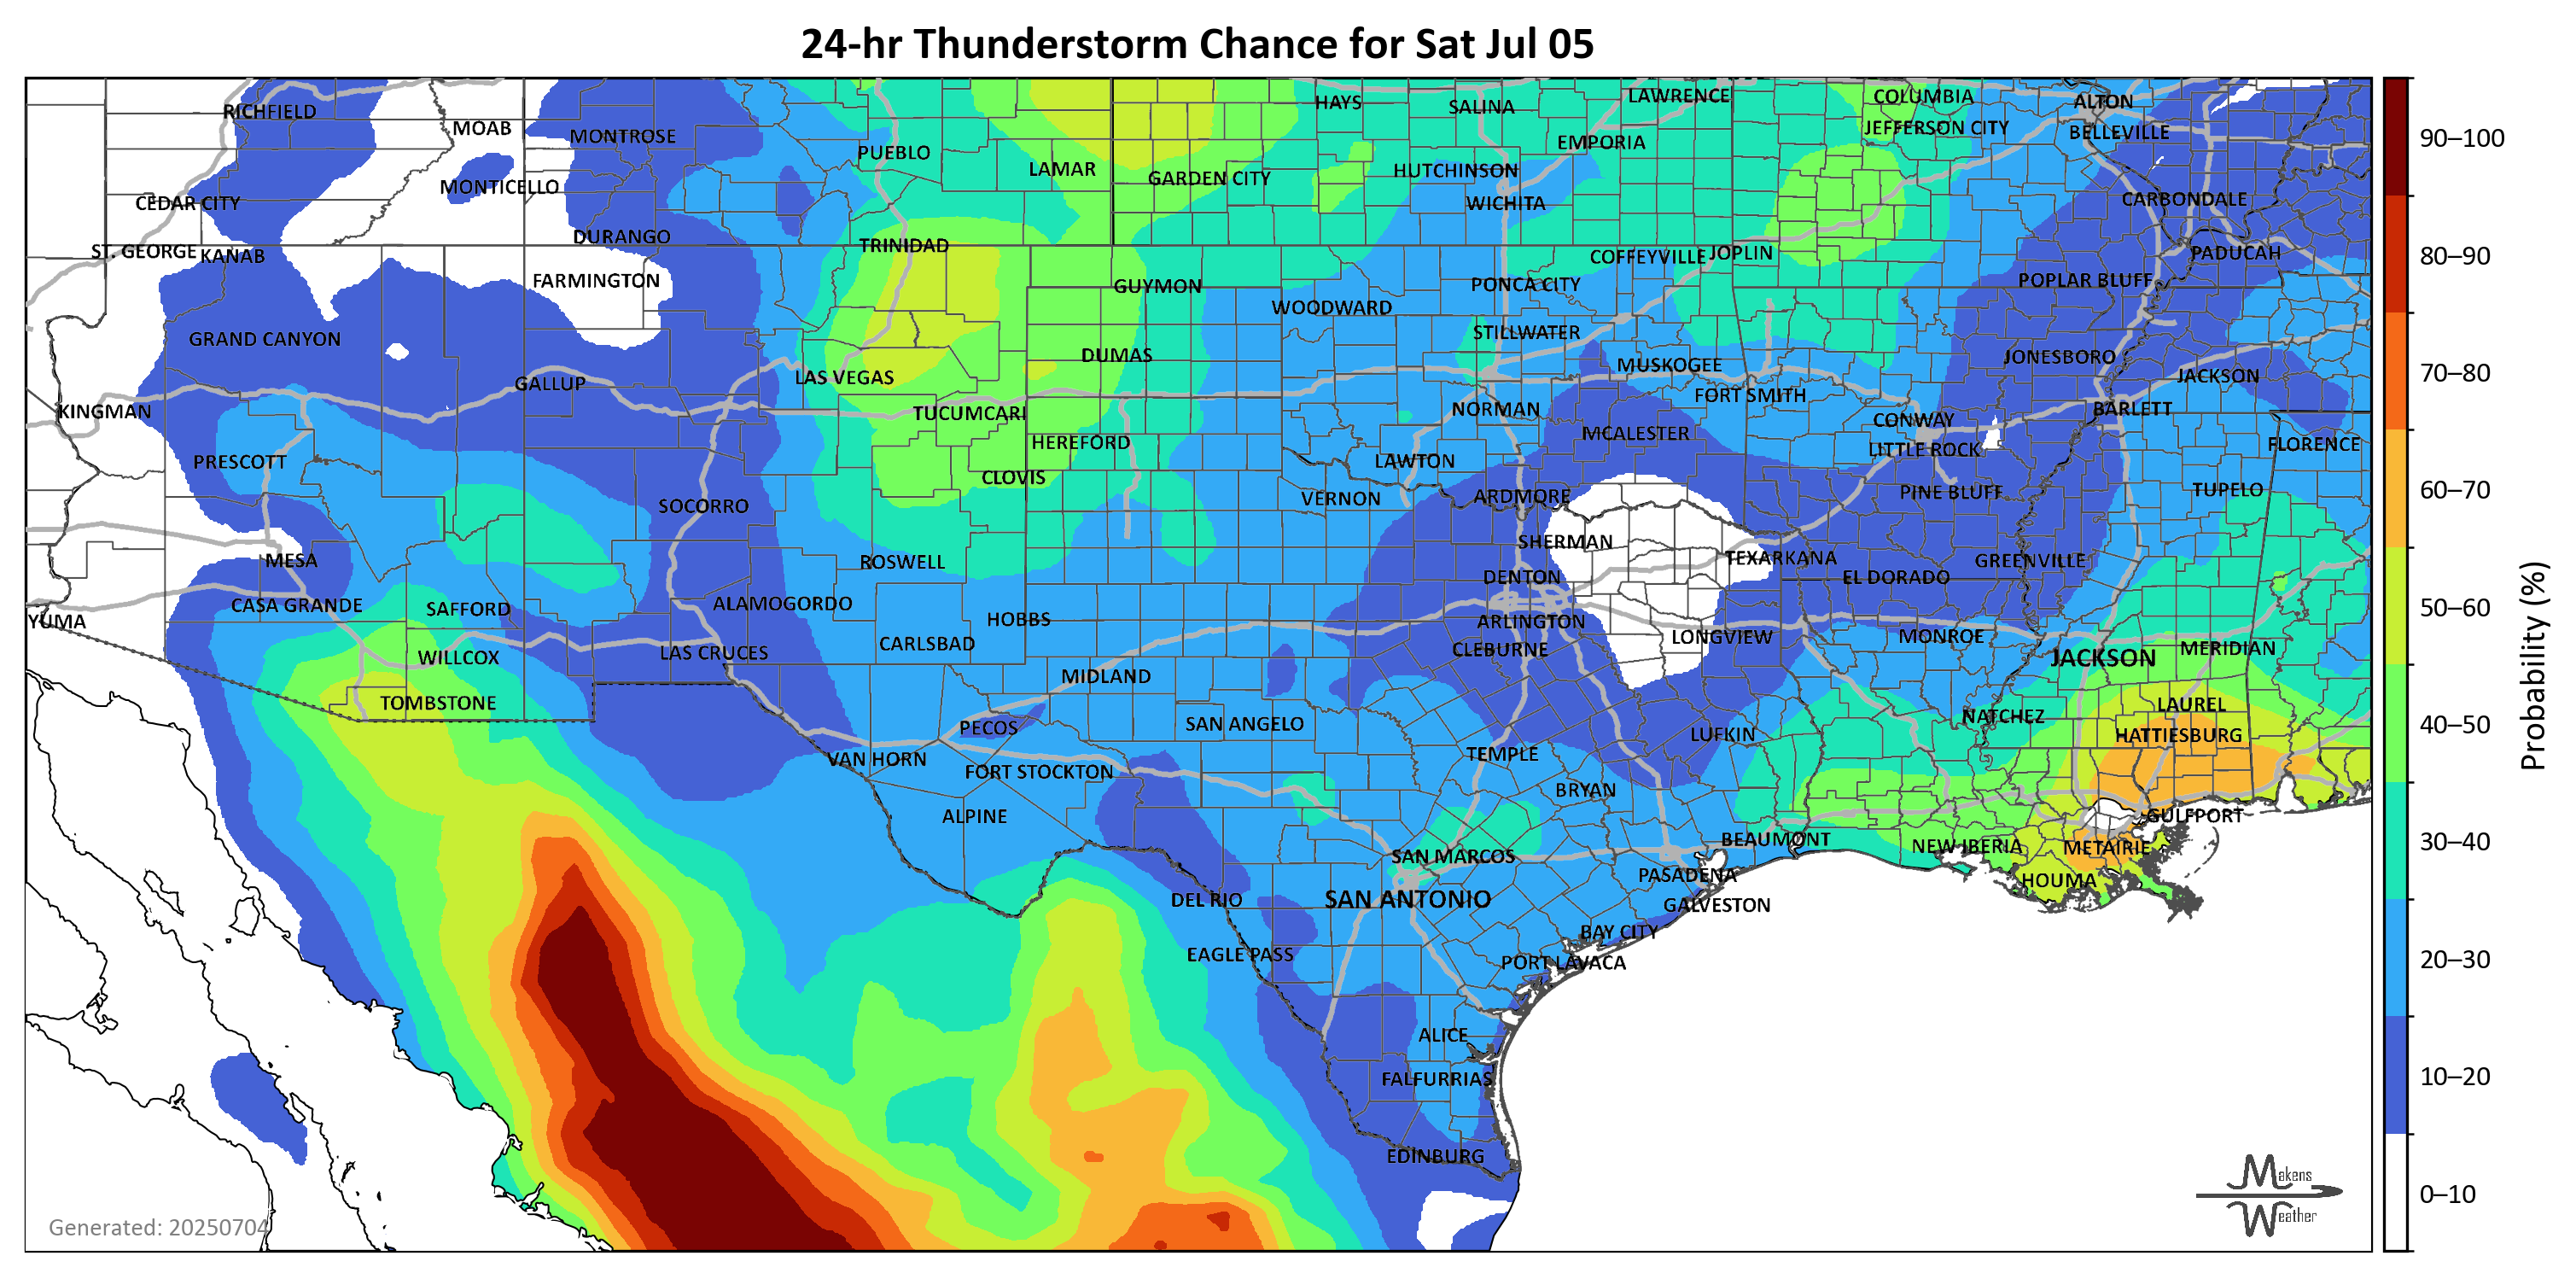 24-hr Thunderstorm Chance for Sat Jul 05
RICHFIELD
MOAB
MONTROSE
PUEBLO
LAMAR
GARDEN CITY
HAYS
SALINA
LAWRENCE
EMPORIA
HUTCHINSON
WICHITA
COLUMBIA
JEFFERSON CITY
ALTON
BELLEVILLE
CARBONDALE
PADUCAH
MONTICELLO
CEDAR CITY
ST. GEORGE
KANAB
DURANGO
FARMINGTON
TRINIDAD
GUYMON
WOODWARD
PONCA CITY
COFFEYVILLE
JOPLIN
POPLAR BLUFF
STILLWATER
GRAND CANYON
GALLUP
LAS VEGAS
DUMAS
MUSKOGEE
FORT SMITH
JONESBORO
JACKSON
BARLETT
KINGMAN
TUCUMCARI
HEREFORD
NORMAN
MCALESTER
CONWAY
LITTLE ROCK
FLORENCE
PRESCOTT
SOCORRO
CLOVIS
LAWTON
VERNON
ARDMORE
PINE BLUFF
TUPELO
MESA
ROSWELL
SHERMAN
TEXARKANA
EL DORADO
GREENVILLE
DENTON
YUMA
CASA GRANDE
SAFFORD
ALAMOGORDO
HOBBS
ARLINGTON
CARLSBAD
CLEBURNE
LONGVIEW
MONROE
JACKSON
MERIDIAN
WILLCOX
LAS CRUCES
MIDLAND
TOMBSTONE
PECOS
SAN ANGELO
NATCHEZ
LAUREL
HATTIESBURG
LUFKIN
TEMPLE
VAN HORN
FORT STOCKTON
BRYAN
ALPINE
GULFPORT
BEAUMONT
NEW IBERIA
METAIRIE
HOUMA
SAN MARCOS
PASADENA
DEL RIO
SAN ANTONIO
GALVESTON
BAY CITY
EAGLE PASS
PORT LAVACA
ALICE
FALFURRIAS
EDINBURG
Generated: 20250704
Makens
Weather
90–100
80–90
70–80
60–70
50–60
40–50
30–40
20–30
10–20
0–10
Probability (%)